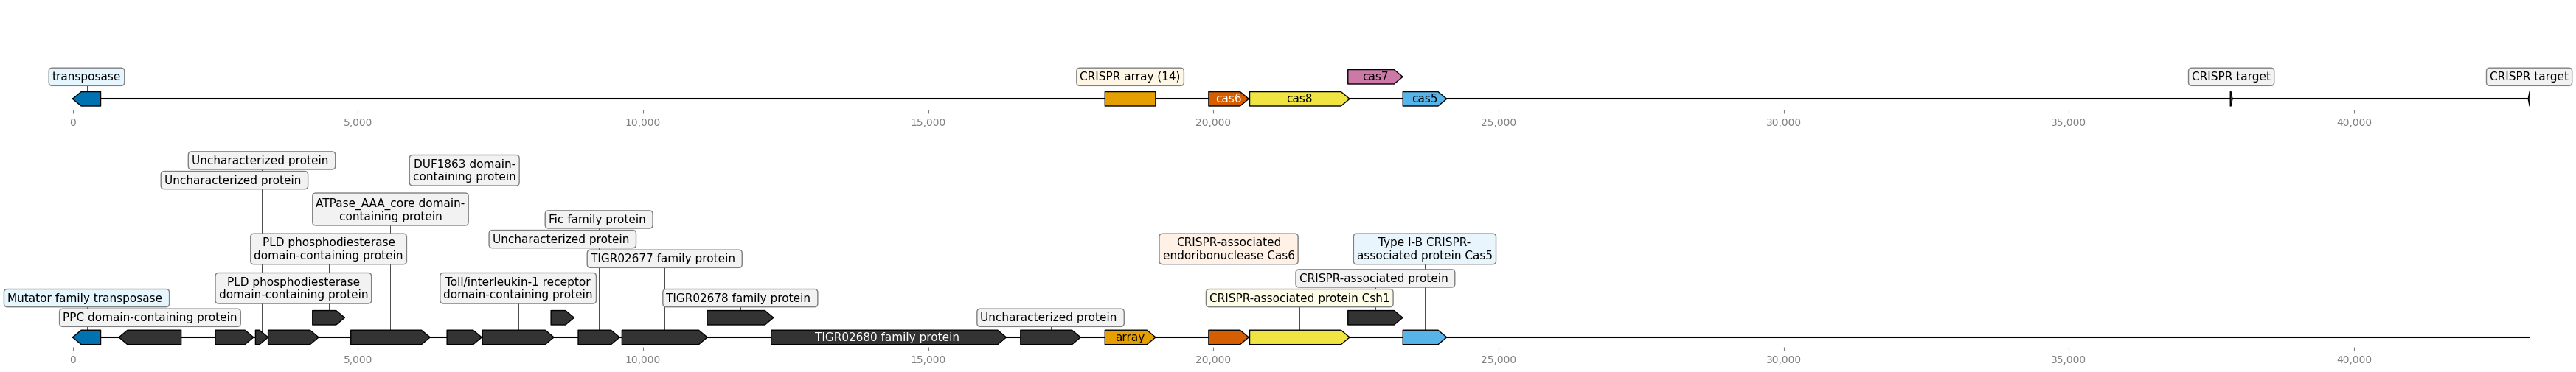 transposase
CRISPR array (14)
cas7
CRISPR target
CRISPR target
cas6
cas8
cas5
0
5,000
10,000
15,000
20,000
25,000
30,000
35,000
40,000
Uncharacterized protein
Uncharacterized protein
DUF1863 domain-
containing protein
ATPase_AAA_core domain-
containing protein
Fic family protein
PLD phosphodiesterase
domain-containing protein
Uncharacterized protein
TIGR02677 family protein
CRISPR-associated
endoribonuclease Cas6
Type I-B CRISPR-
associated protein Cas5
PLD phosphodiesterase
domain-containing protein
Toll/interleukin-1 receptor
domain-containing protein
CRISPR-associated protein
Mutator family transposase
TIGR02678 family protein
CRISPR-associated protein Csh1
PPC domain-containing protein
Uncharacterized protein
TIGR02680 family protein
array
0
5,000
10,000
15,000
20,000
25,000
30,000
35,000
40,000